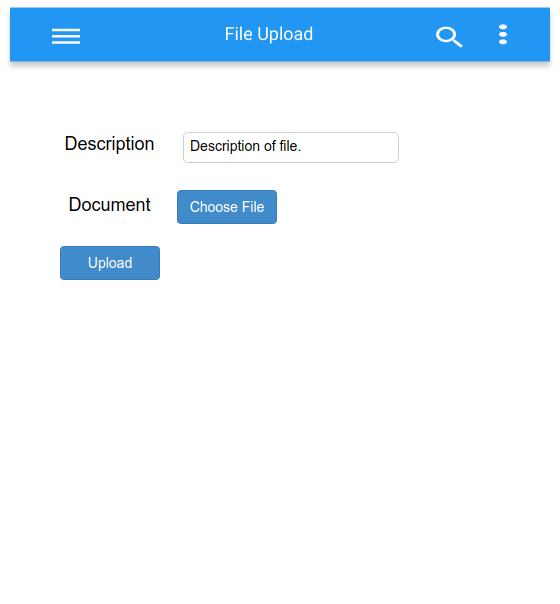 File Upload
Description Description of file.
Document Choose File
Upload